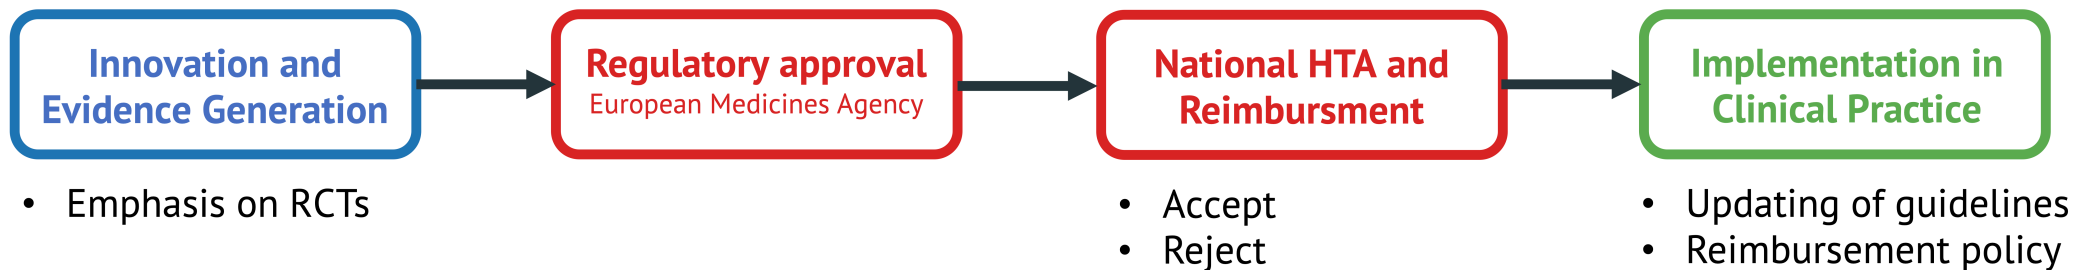 Innovation and
Evidence Generation
Regulatory approval
European Medicines Agency
National HTA and
Reimbursment
Implementation in
Clinical Practice
• Emphasis on RCTs
• Accept
• Reject
• Updating of guidelines
• Reimbursement policy